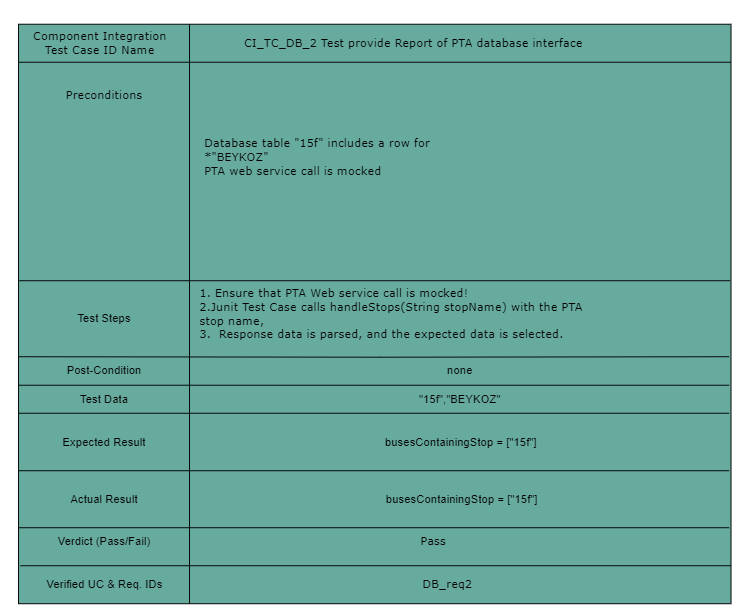 Component Integration
Test Case ID Name
CI_TC_DB_2 Test provide Report of PTA database interface
Preconditions
Database table "15f" includes a row for
*"BEYKOZ"
PTA web service call is mocked
Test Steps
1. Ensure that PTA Web service call is mocked!
2.Junit Test Case calls handleStops(String stopName) with the PTA
stop name,
3.  Response data is parsed, and the expected data is selected.
Post-Condition
none
Test Data
"15f","BEYKOZ"
Expected Result
busesContainingStop = ["15f"]
Actual Result
busesContainingStop = ["15f"]
Verdict (Pass/Fail)
Pass
Verified UC & Req. IDs
DB_req2